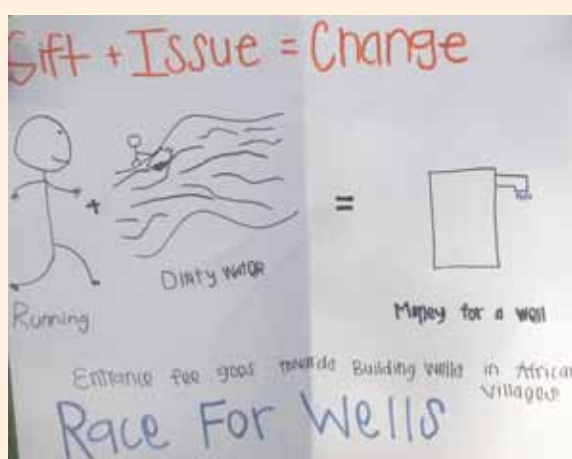 Gift + Issue = Change
+
=
Dirty Water
Running
Money for a well
Entrance fee goes towards Building wells in African
villages
Race For Wells